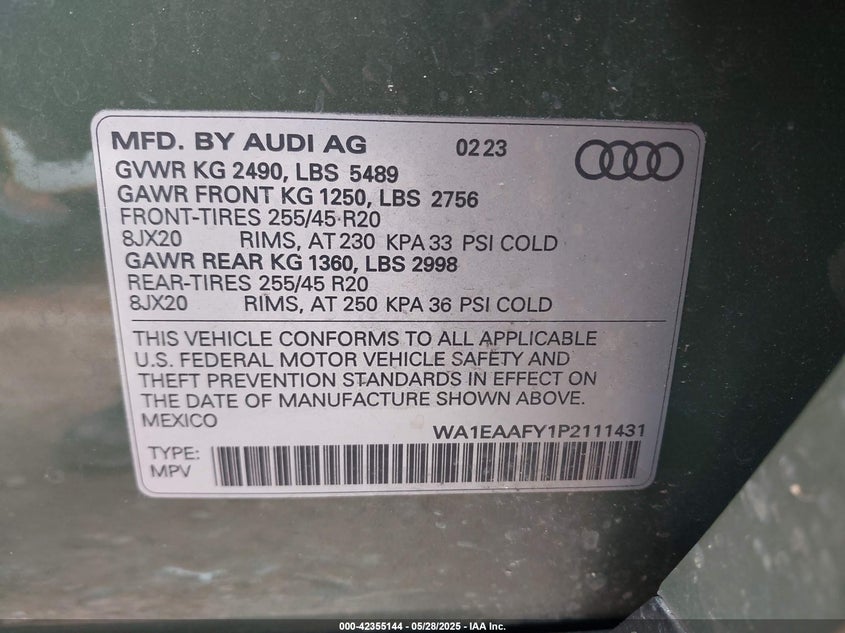 MFD. BY AUDI AG 0223
GVWR KG 2490, LBS 5489
GAWR FRONT KG 1250, LBS 2756
FRONT-TIRES 255/45 R20
8JX20 RIMS, AT 230 KPA 33 PSI COLD
GAWR REAR KG 1360, LBS 2998
REAR-TIRES 255/45 R20
8JX20 RIMS, AT 250 KPA 36 PSI COLD
THIS VEHICLE CONFORMS TO ALL APPLICABLE
U.S. FEDERAL MOTOR VEHICLE SAFETY AND
THEFT PREVENTION STANDARDS IN EFFECT ON
THE DATE OF MANUFACTURE SHOWN ABOVE.
MEXICO
WA1EAAFY1P2111431
TYPE:
MPV
000-42355144 - 05/28/2025 - IAA Inc.